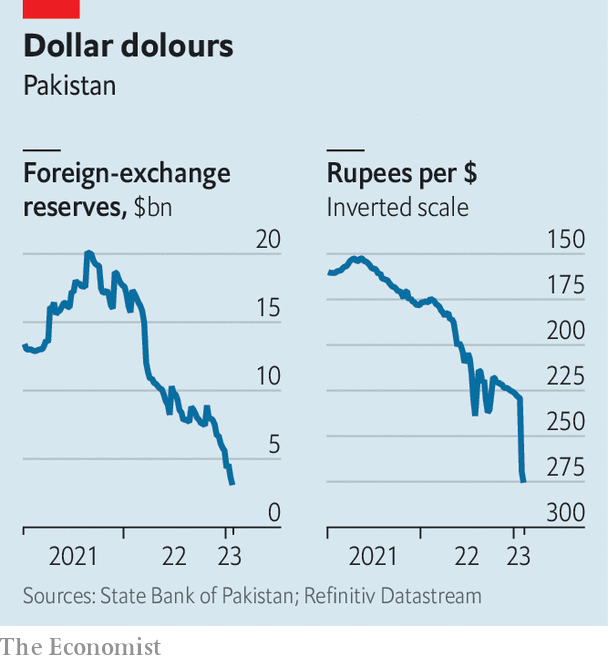 Dollar dolours
Pakistan
Foreign-exchange
reserves, $bn
20
15
10
5
0
2021
22
23
Rupees per $
Inverted scale
150
175
200
225
250
275
300
2021
22
23
Sources: State Bank of Pakistan; Refinitiv Datastream
The Economist